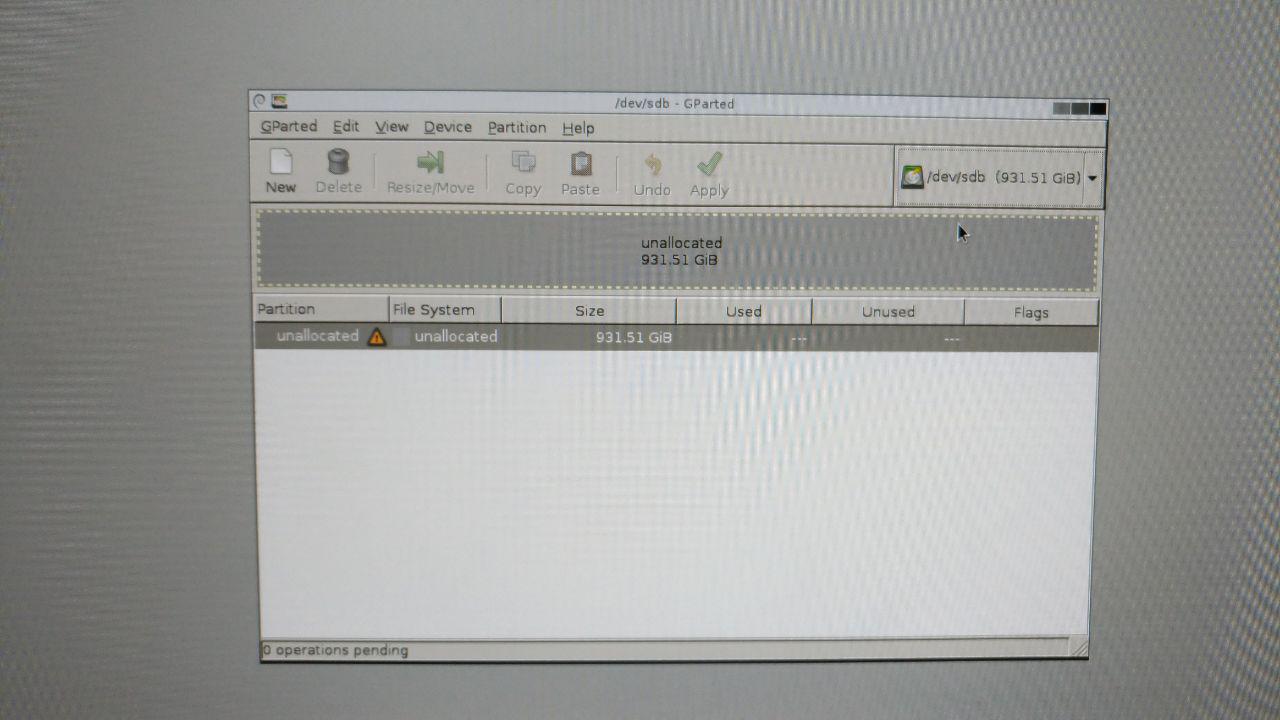 /dev/sdb - GParted
GParted Edit View Device Partition Help
New Delete Resize/Move Copy Paste Undo Apply /dev/sdb (931.51 GiB)
unallocated
931.51 GiB
Partition File System Size Used Unused Flags
unallocated unallocated 931.51 GiB --- ---
0 operations pending